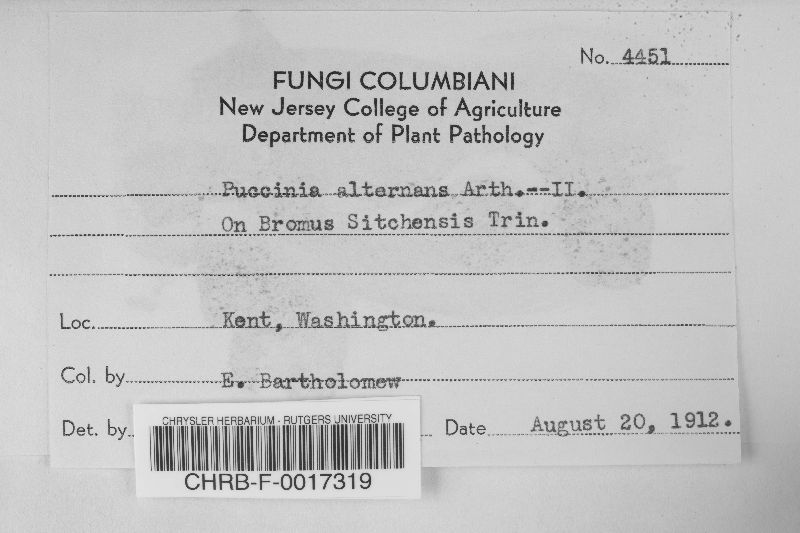 No. 4451
FUNGI COLUMBIANI
New Jersey College of Agriculture
Department of Plant Pathology
Puccinia alternans Arth.--II.
On Bromus Sitchensis Trin.
Loc. Kent, Washington.
Col. by E. Bartholomew
Det. by Date August 20, 1912.
CHRYSLER HERBARIUM - RUTGERS UNIVERSITY
CHRB-F-0017319